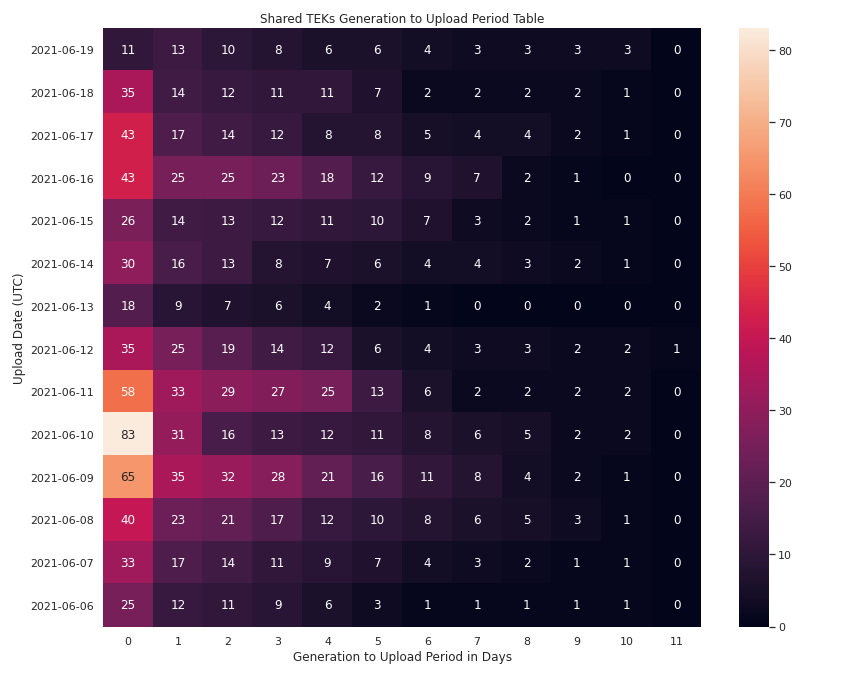 Shared TEKs Generation to Upload Period Table
Upload Date (UTC)
2021-06-19 11 13 10 8 6 6 4 3 3 3 3 0
2021-06-18 35 14 12 11 11 7 2 2 2 2 1 0
2021-06-17 43 17 14 12 8 8 5 4 4 2 1 0
2021-06-16 43 25 25 23 18 12 9 7 2 1 0 0
2021-06-15 26 14 13 12 11 10 7 3 2 1 1 0
2021-06-14 30 16 13 8 7 6 4 4 3 2 1 0
2021-06-13 18 9 7 6 4 2 1 0 0 0 0 0
2021-06-12 35 25 19 14 12 6 4 3 3 2 2 1
2021-06-11 58 33 29 27 25 13 6 2 2 2 2 0
2021-06-10 83 31 16 13 12 11 8 6 5 2 2 0
2021-06-09 65 35 32 28 21 16 11 8 4 2 1 0
2021-06-08 40 23 21 17 12 10 8 6 5 3 1 0
2021-06-07 33 17 14 11 9 7 4 3 2 1 1 0
2021-06-06 25 12 11 9 6 3 1 1 1 1 1 0
0 1 2 3 4 5 6 7 8 9 10 11
Generation to Upload Period in Days
80
70
60
50
40
30
20
10
0